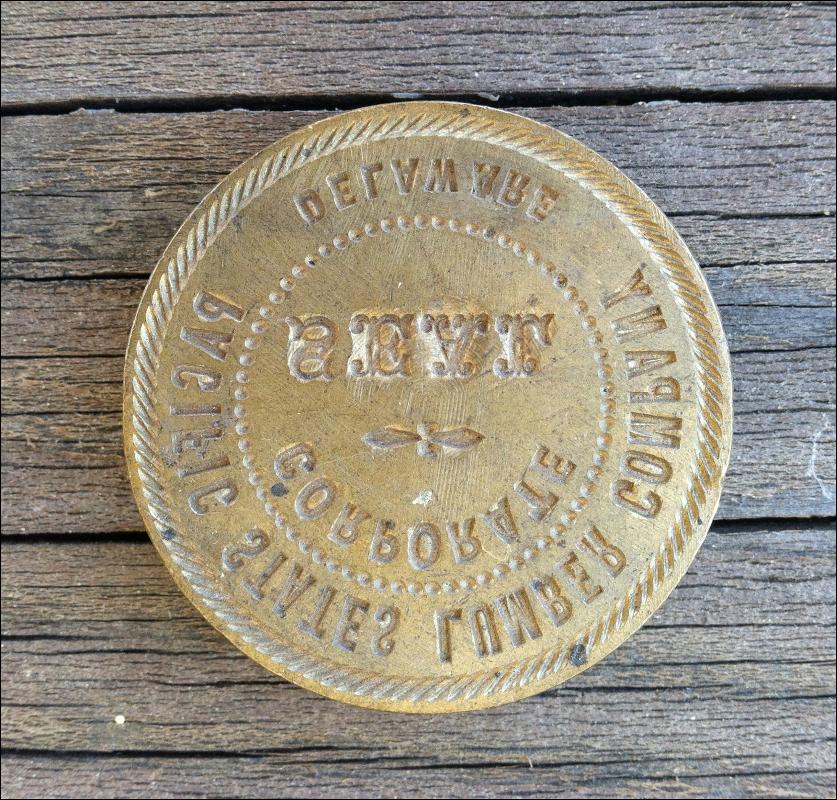 PACIFIC STATES LUMBER COMPANY
DELAWARE
CORPORATE
SEAL